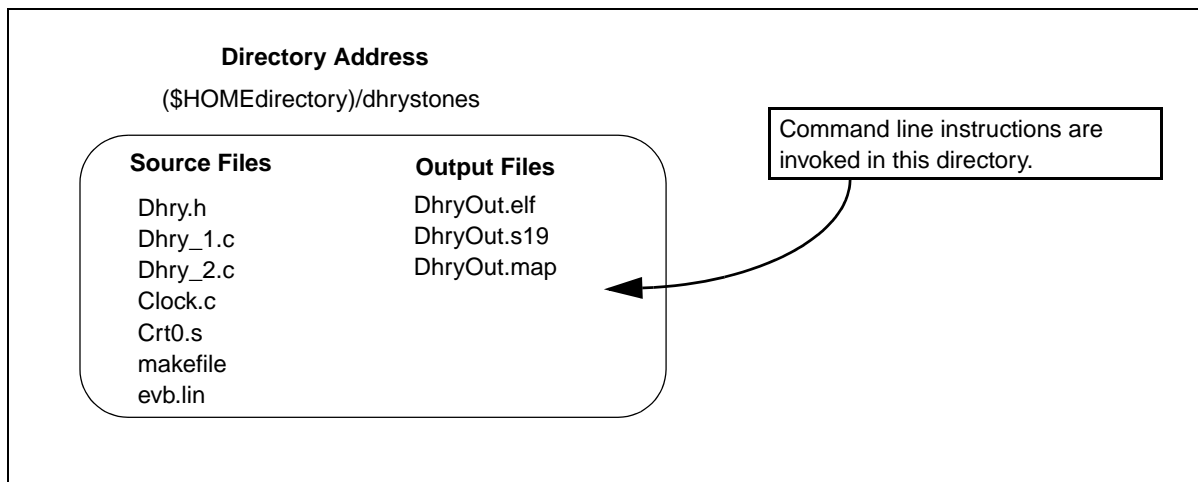 Directory Address
($HOMEdirectory)/dhrystones
Command line instructions are
invoked in this directory.
Source Files
Dhry.h
Dhry_1.c
Dhry_2.c
Clock.c
Crt0.s
makefile
evb.lin
Output Files
DhryOut.elf
DhryOut.s19
DhryOut.map